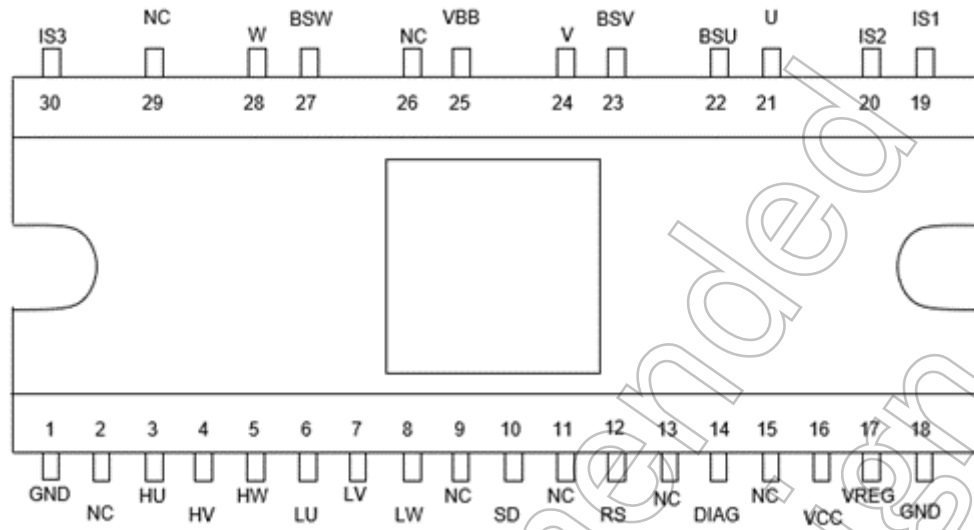 NC BSW VBB BSV U IS1
IS3 W NC V BSU IS2
30 29 28 27 26 25 24 23 22 21 20 19
1 2 3 4 5 6 7 8 9 10 11 12 13 14 15 16 17 18
GND HU HW LV NC NC NC NC VREG
NC HV LU LW SD RS DIAG VCC GND
ended
gn